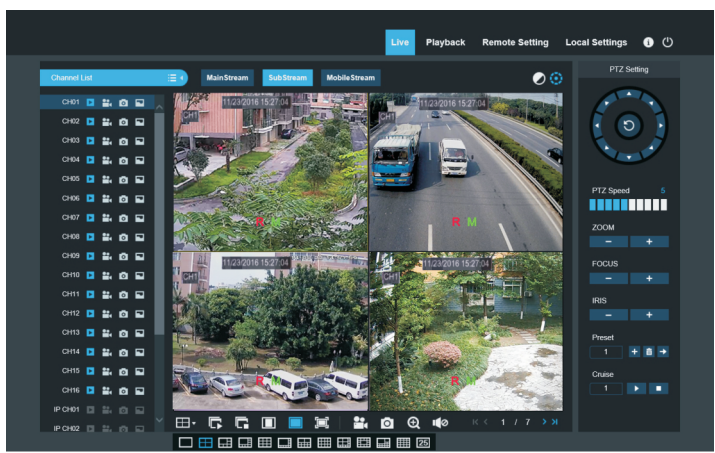 Live Playback Remote Setting Local Settings
Channel List
MainStream SubStream MobileStream
PTZ Setting
CH01
CH02
CH03
CH04
CH05
CH06
CH07
CH08
CH09
CH10
CH11
CH12
CH13
CH14
CH15
CH16
IP CH01
IP CH02
11/23/2016 15:27:04
CH1
R M
11/23/2016 15:27:04
CH1
R M
11/23/2016 15:27:04
CH1
R M
11/23/2016 15:27:04
CH1
R M
PTZ Speed 5
ZOOM
FOCUS
IRIS
Preset
1
Cruise
1
1 / 7
25